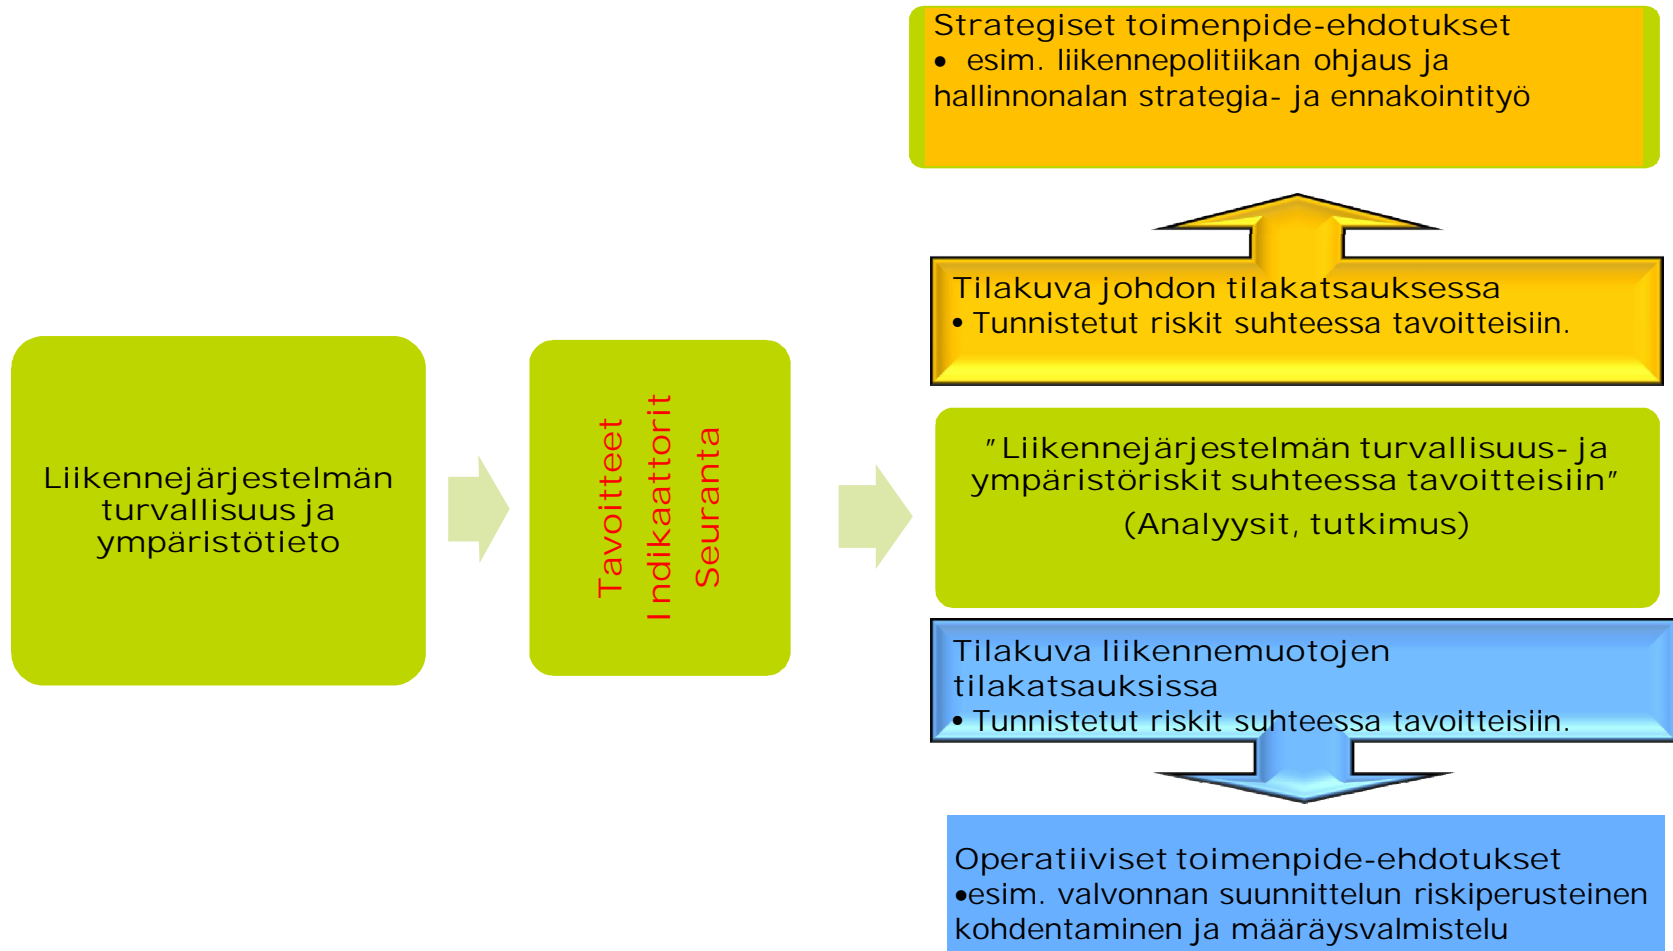 Liikennejärjestelmän
turvallisuus ja
ympäristötieto
Tavoitteet
Indikaattorit
Seuranta
Strategiset toimenpide-ehdotukset
• esim. liikennepolitiikan ohjaus ja
hallinnonalan strategia- ja ennakointityö
Tilakuva johdon tilakatsauksessa
• Tunnistetut riskit suhteessa tavoitteisiin.
"Liikennejärjestelmän turvallisuus- ja
ympäristöriskit suhteessa tavoitteisiin"
(Analyysit, tutkimus)
Tilakuva liikennemuotojen
tilakatsauksissa
• Tunnistetut riskit suhteessa tavoitteisiin.
Operatiiviset toimenpide-ehdotukset
•esim. valvonnan suunnittelun riskiperusteinen
kohdentaminen ja määräysvalmistelu